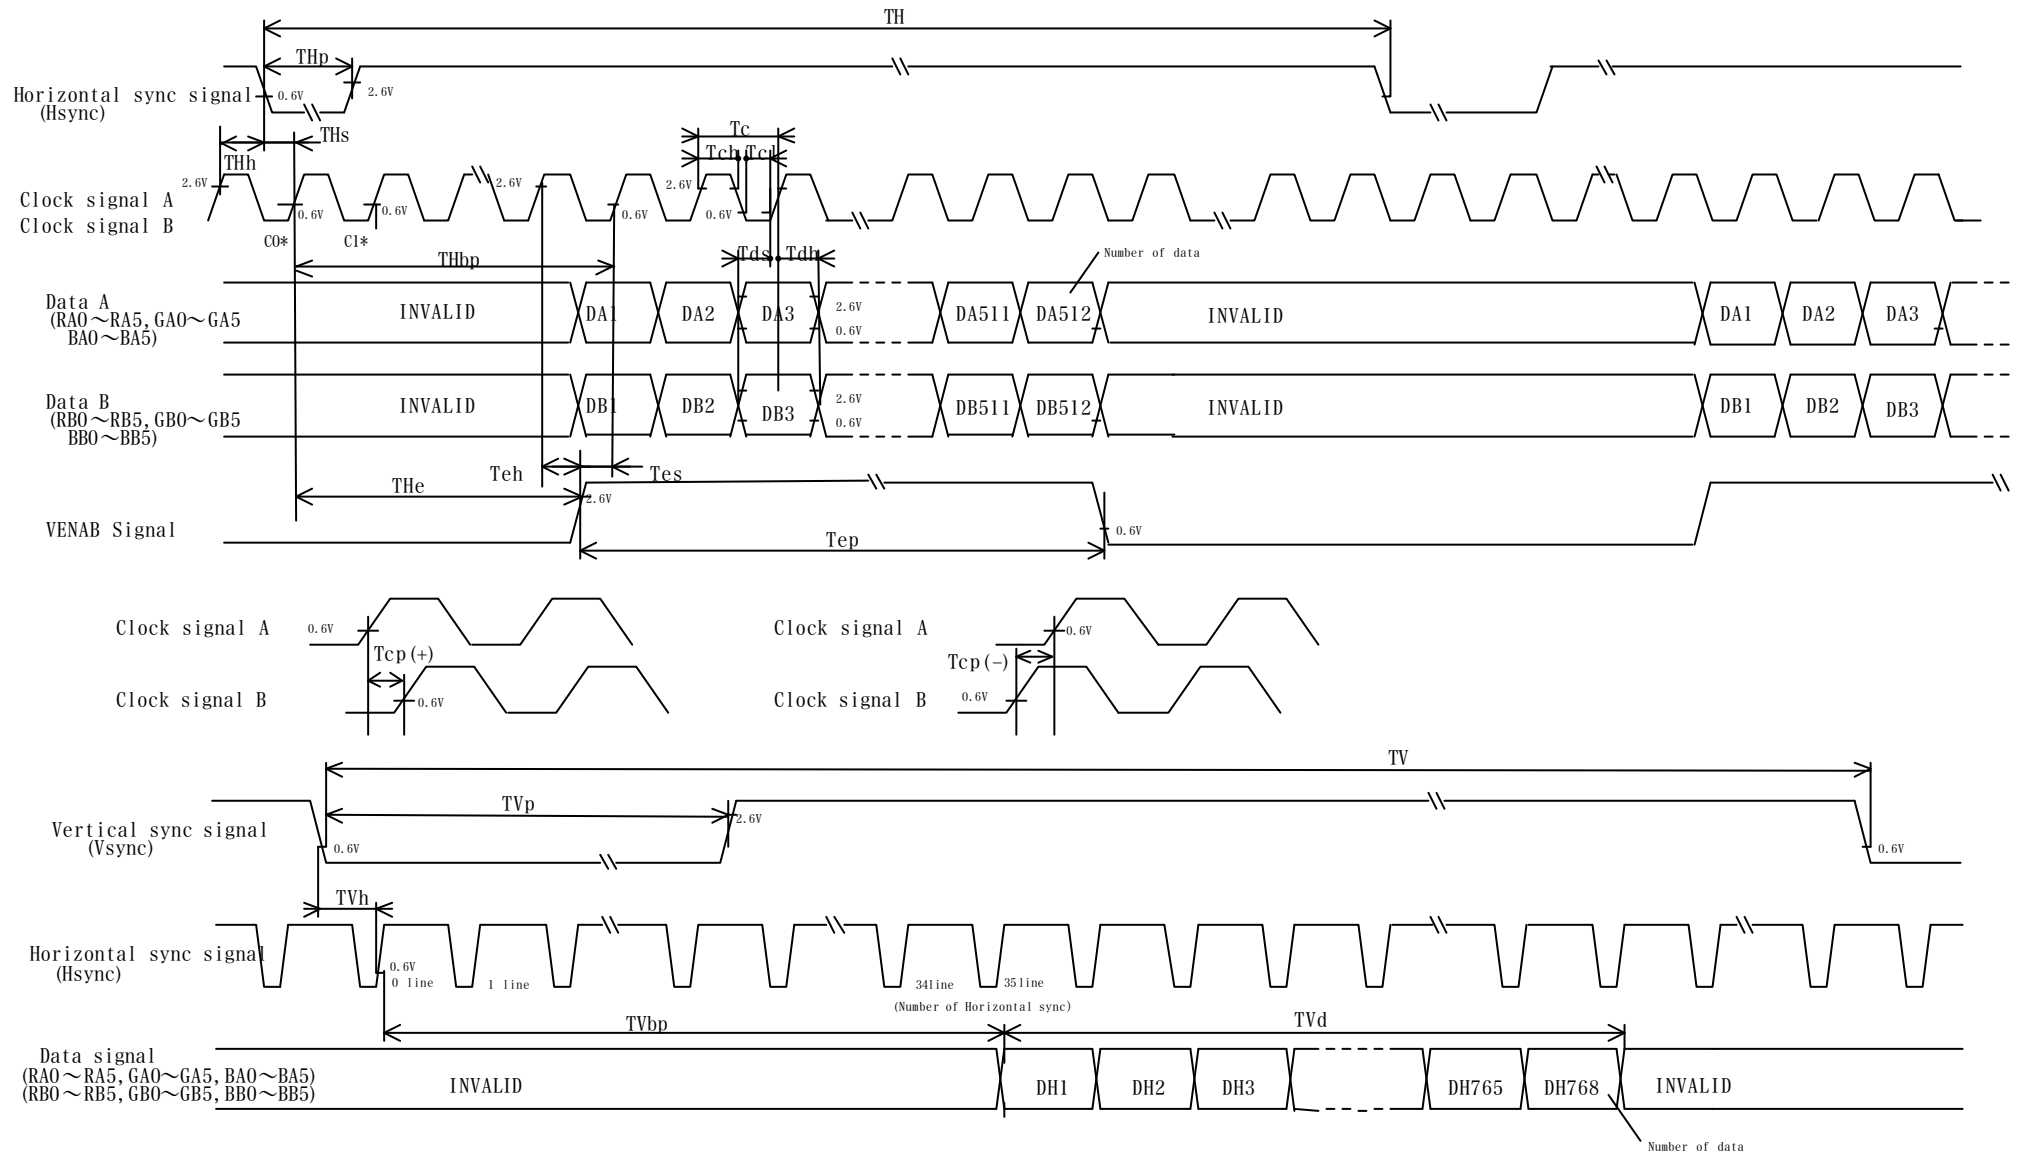 TH
THp
Horizontal sync signal
(Hsync)
0.6V
2.6V
THs
THh
Tc
Tch Tcl
2.6V
2.6V
2.6V
Clock signal A
Clock signal B
0.6V
0.6V
0.6V
0.6V
C0*
C1*
THbp
Tds
Tdh
Number of data
Data A
(RA0～RA5,GA0～GA5
BA0～BA5)
INVALID
DA1
DA2
DA3
2.6V
0.6V
DA511
DA512
INVALID
DA1
DA2
DA3
Data B
(RB0～RB5,GB0～GB5
BB0～BB5)
INVALID
DB1
DB2
DB3
2.6V
0.6V
DB511
DB512
INVALID
DB1
DB2
DB3
Teh
Tes
THe
2.6V
VENAB Signal
0.6V
Tep
Clock signal A
0.6V
Tcp(+)
Clock signal B
0.6V
Clock signal A
0.6V
Tcp(−)
Clock signal B
0.6V
TV
TVp
2.6V
Vertical sync signal
(Vsync)
0.6V
0.6V
TVh
Horizontal sync signal
(Hsync)
0.6V
0 line
1 line
34line
35line
(Number of Horizontal sync)
TVbp
TVd
Data signal
(RA0～RA5,GA0～GA5,BA0～BA5)
(RB0～RB5,GB0～GB5,BB0～BB5)
INVALID
DH1
DH2
DH3
DH765
DH768
INVALID
Number of data